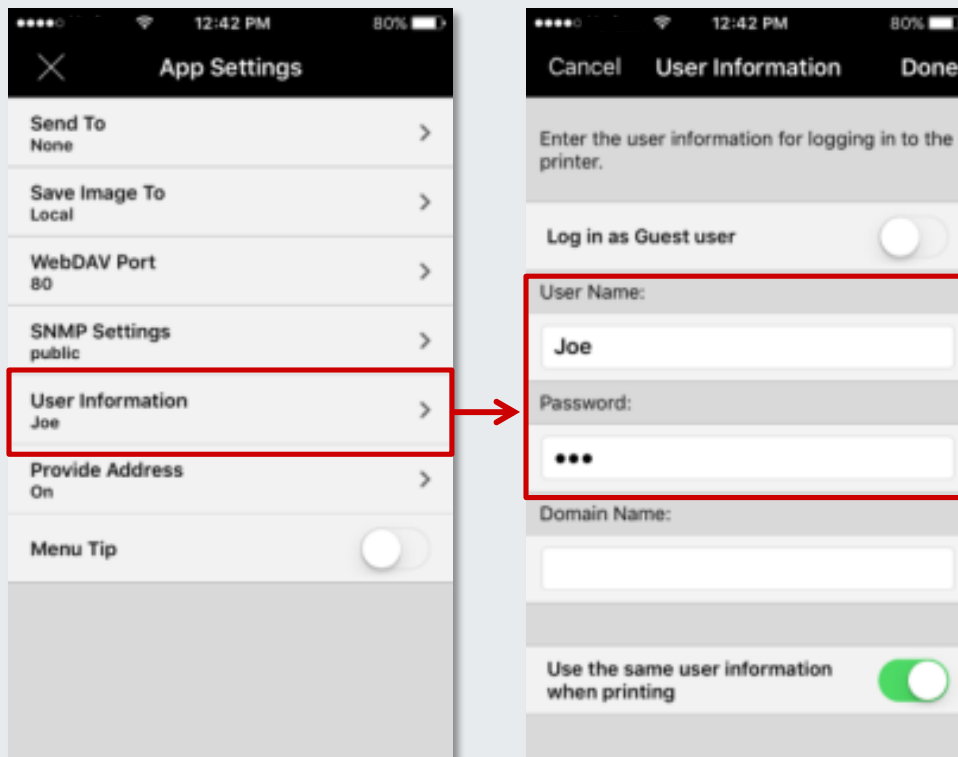 12:42 PM 80%
App Settings
Send To
None
Save Image To
Local
WebDAV Port
80
SNMP Settings
public
User Information
Joe
Provide Address
On
Menu Tip
12:42 PM 80%
Cancel User Information Done
Enter the user information for logging in to the
printer.
Log in as Guest user
User Name:
Joe
Password:
•••
Domain Name:
Use the same user information
when printing